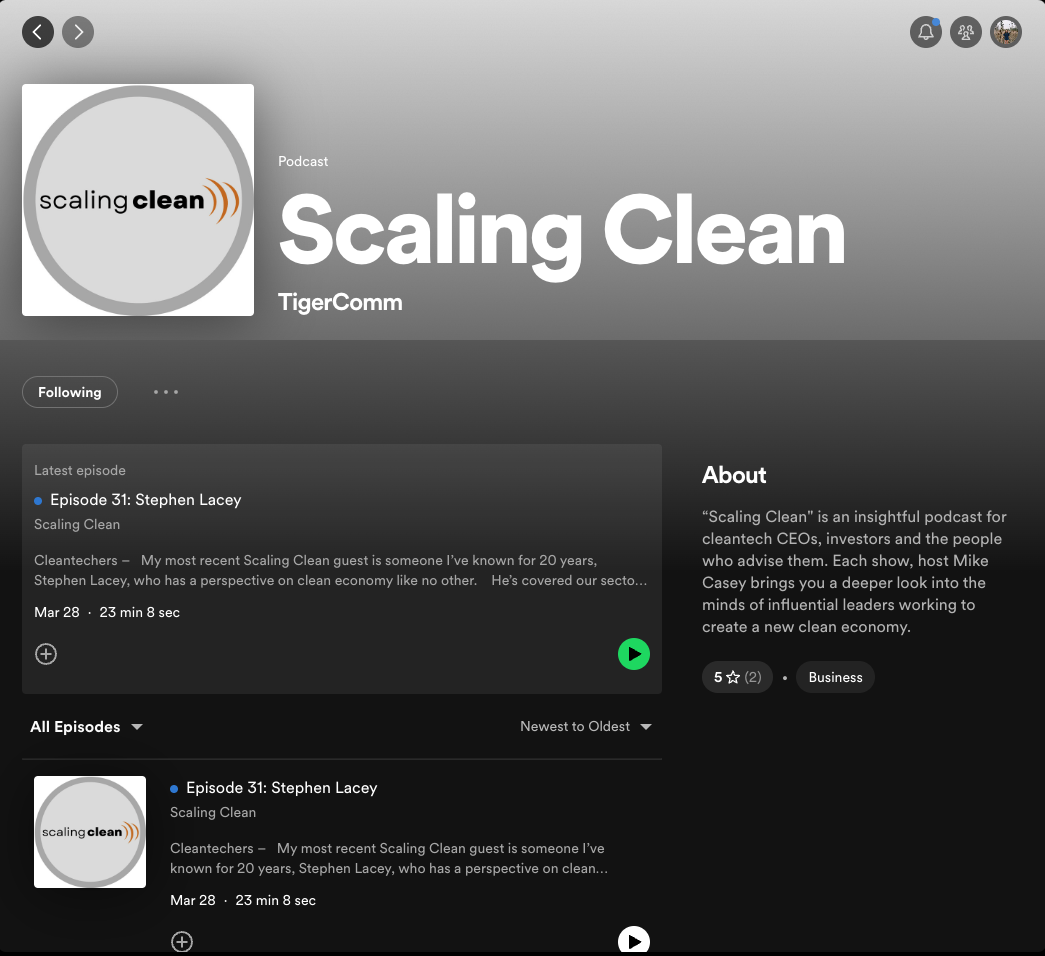 scaling clean
Podcast
Scaling Clean
TigerComm
Following
Latest episode
Episode 31: Stephen Lacey
Scaling Clean
Cleantechers – My most recent Scaling Clean guest is someone I’ve known for 20 years,
Stephen Lacey, who has a perspective on clean economy like no other. He’s covered our secto...
Mar 28 · 23 min 8 sec
About
“Scaling Clean" is an insightful podcast for
cleantech CEOs, investors and the people
who advise them. Each show, host Mike
Casey brings you a deeper look into the
minds of influential leaders working to
create a new clean economy.
5 (2) • Business
All Episodes
Newest to Oldest
scaling clean
Episode 31: Stephen Lacey
Scaling Clean
Cleantechers – My most recent Scaling Clean guest is someone I’ve
known for 20 years, Stephen Lacey, who has a perspective on clean...
Mar 28 · 23 min 8 sec